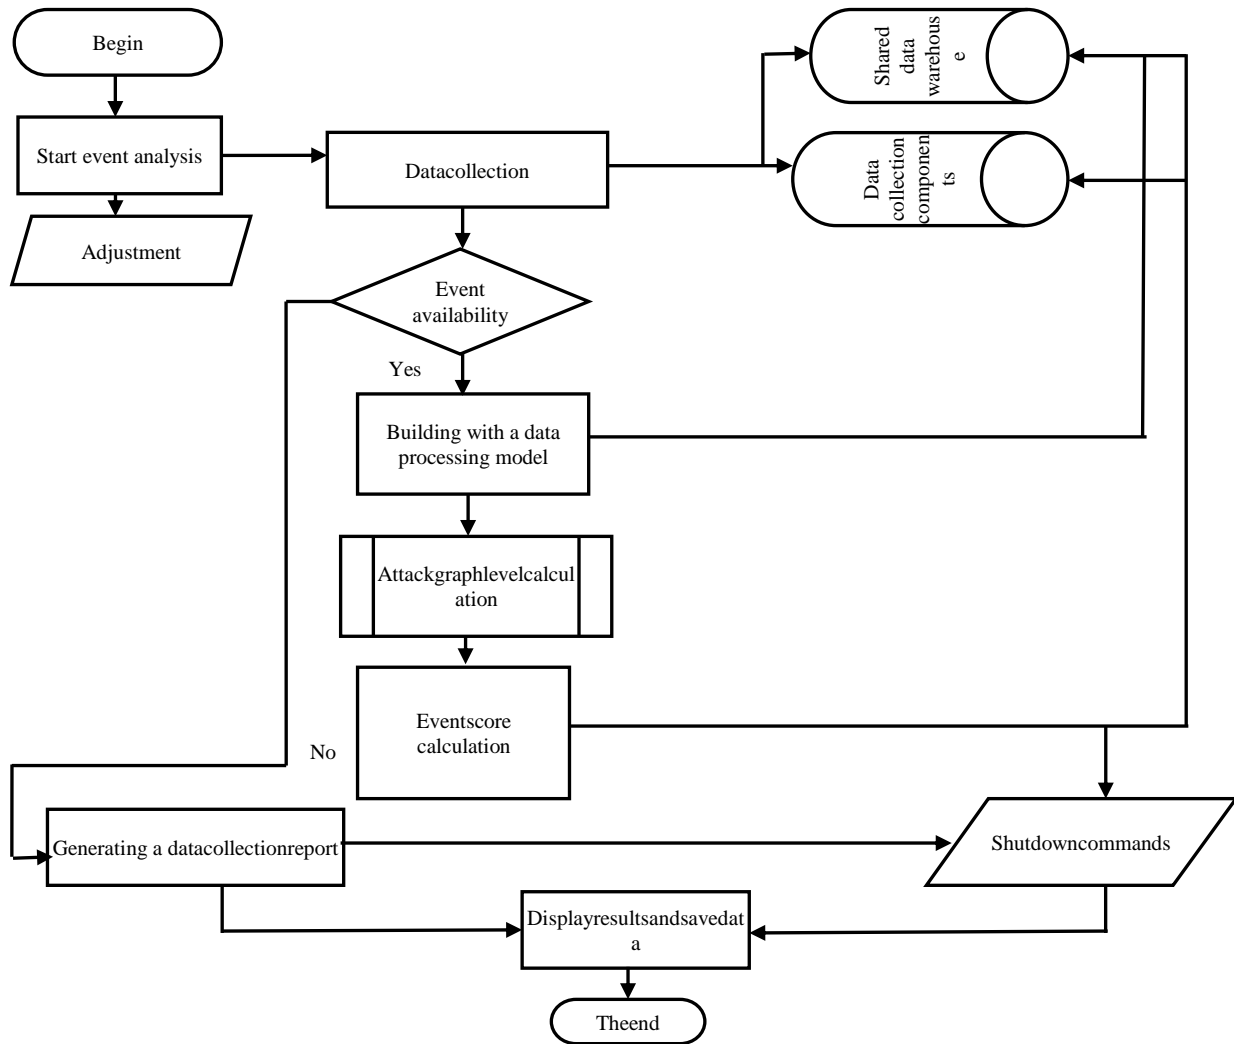 Begin
Shared
data
warehous
e
Start event analysis
Datacollection
Data
collection
componen
ts
Adjustment
Event
availability
Yes
Building with a data
processing model
Attackgraphlevelcalcul
ation
Eventscore
calculation
No
Generating a datacollectionreport
Shutdowncommands
Displayresultsandsavedat
a
Theend